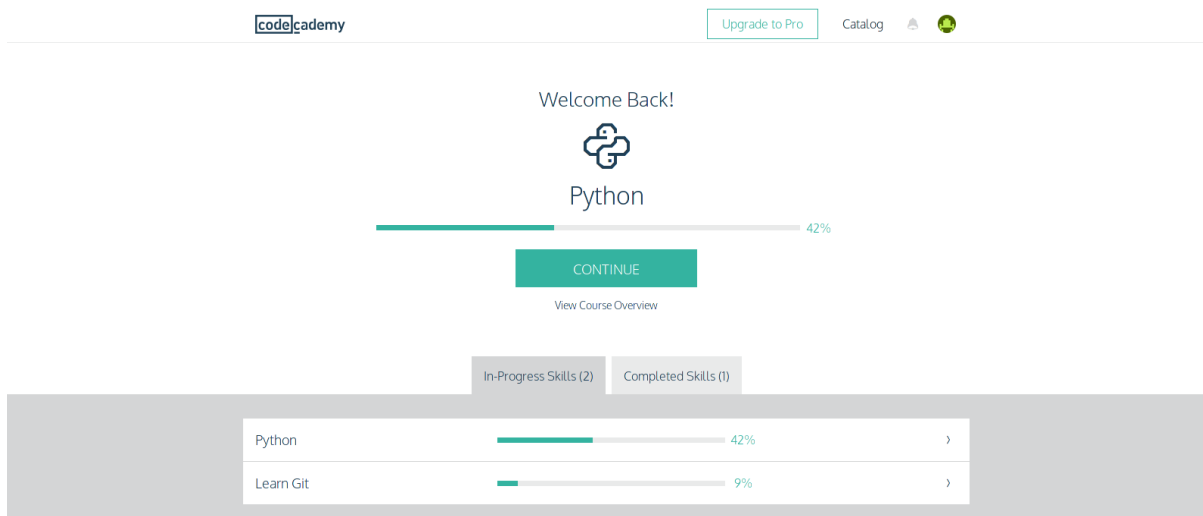 codecademy
Upgrade to Pro
Catalog
Welcome Back!
Python
42%
CONTINUE
View Course Overview
In-Progress Skills (2)
Completed Skills (1)
Python 42%
Learn Git 9%